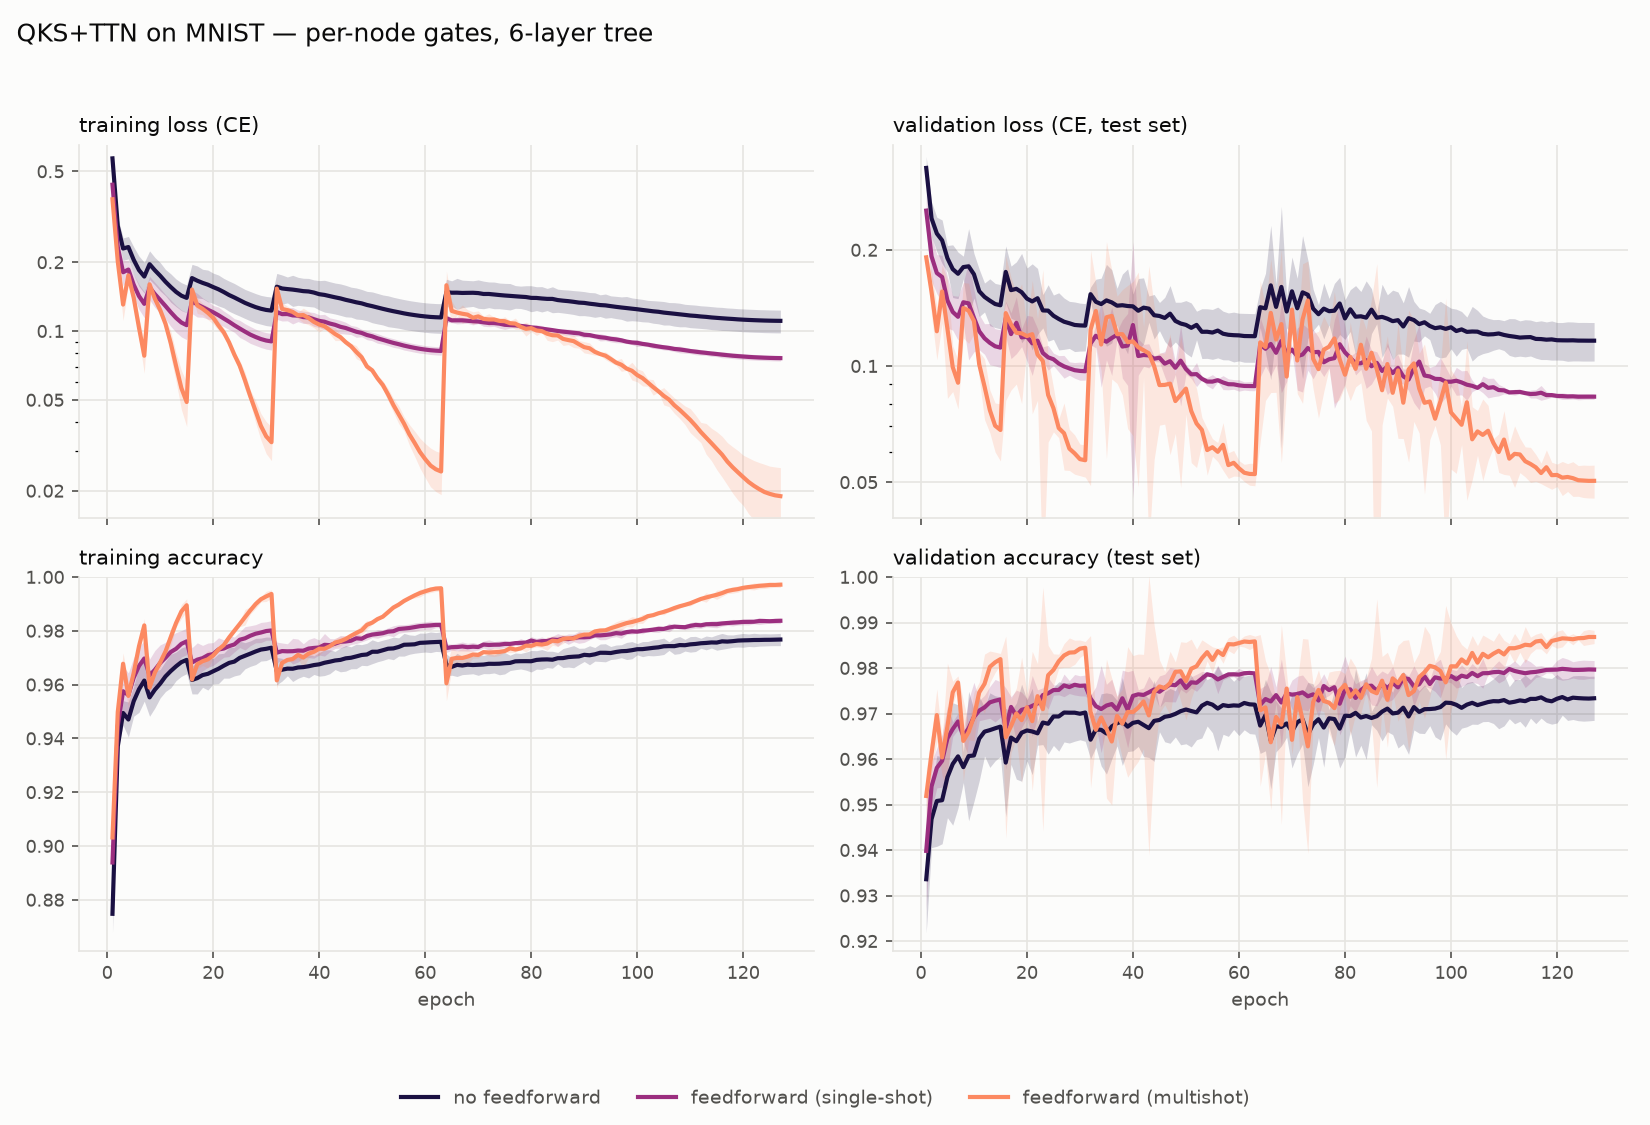 QKS+TTN on MNIST — per-node gates, 6-layer tree
training loss (CE)
0.5
0.2
0.1
0.05
0.02
validation loss (CE, test set)
0.2
0.1
0.05
training accuracy
1.00
0.98
0.96
0.94
0.92
0.90
0.88
0 20 40 60 80 100 120
epoch
validation accuracy (test set)
1.00
0.99
0.98
0.97
0.96
0.95
0.94
0.93
0.92
0 20 40 60 80 100 120
epoch
no feedforward feedforward (single-shot) feedforward (multishot)